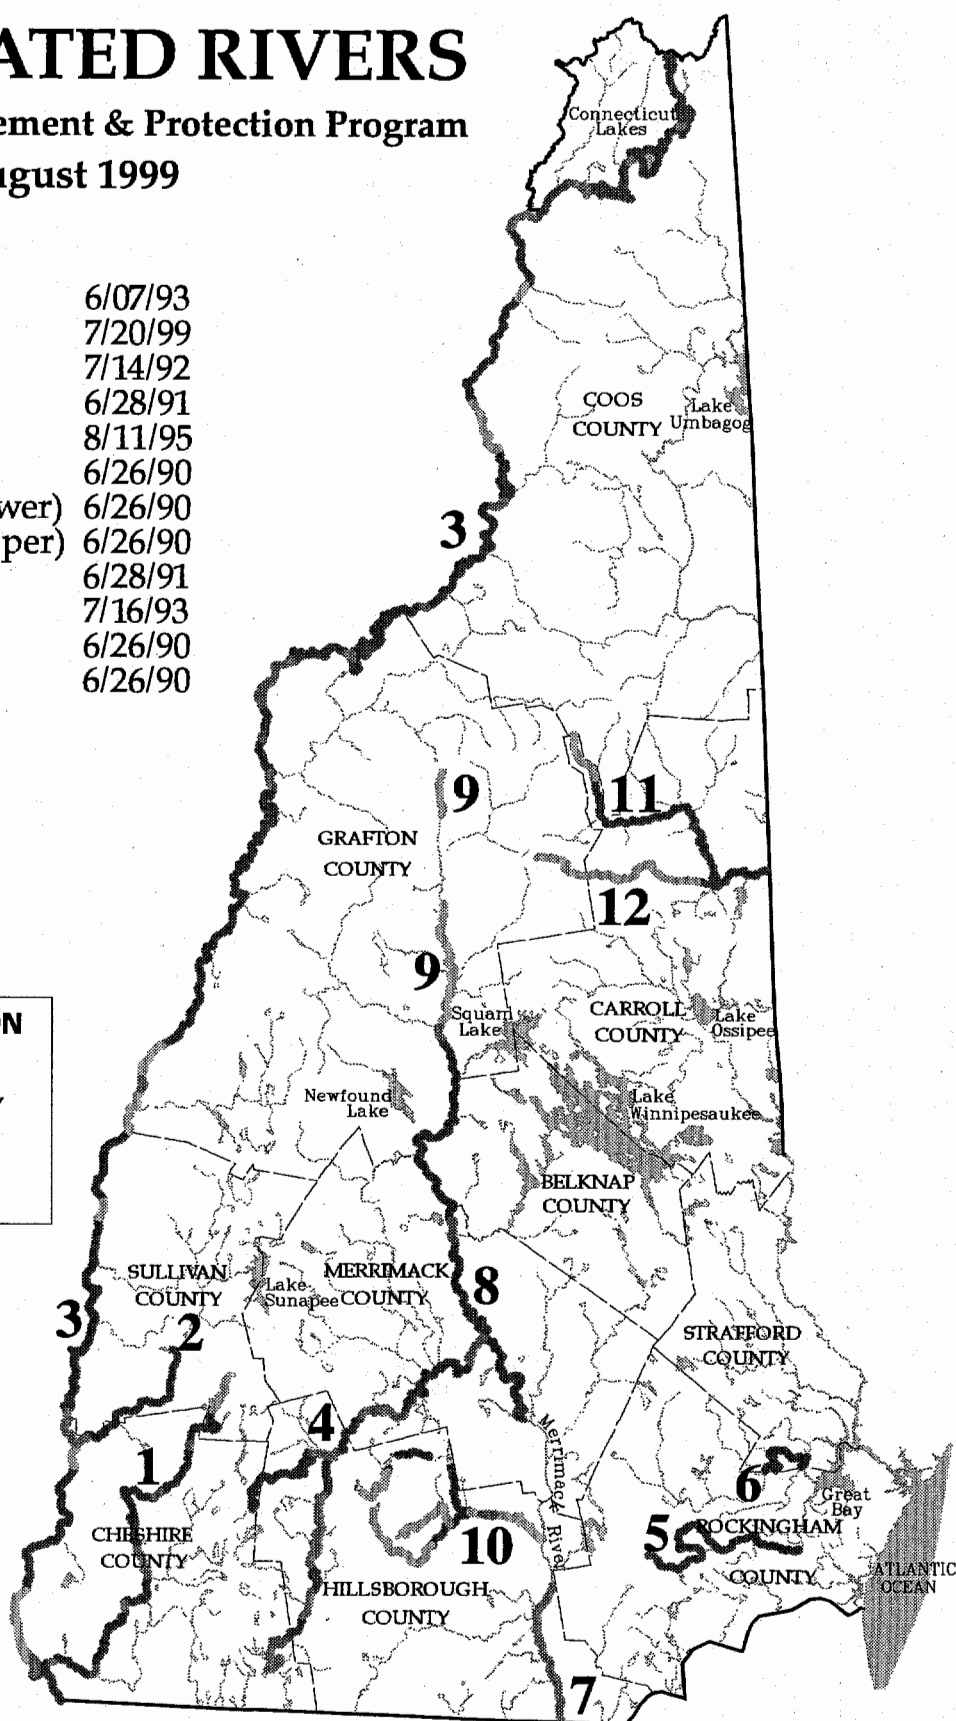 ATED RIVERS
ement & Protection Program
ugust 1999
6/07/93
7/20/99
7/14/92
6/28/91
8/11/95
6/26/90
wer) 6/26/90
per) 6/26/90
6/28/91
7/16/93
6/26/90
6/26/90
Connecticut
Lakes
COOS
COUNTY
Lake
Umbagog
3
9
11
GRAFTON
COUNTY
12
9
ON
Squam
Lake
CARROLL
COUNTY
Lake
Ossipee
Newfound
Lake
Lake
Winnipesaukee
Y
BELKNAP
COUNTY
SULLIVAN
COUNTY
Lake
Sunapee
MERRIMACK
COUNTY
8
3
2
STRAFFORD
COUNTY
4
1
Merrimack River
6
Great
Bay
CHESHIRE
COUNTY
5
ROCKINGHAM
COUNTY
10
HILLSBOROUGH
COUNTY
ATLANTIC
OCEAN
7